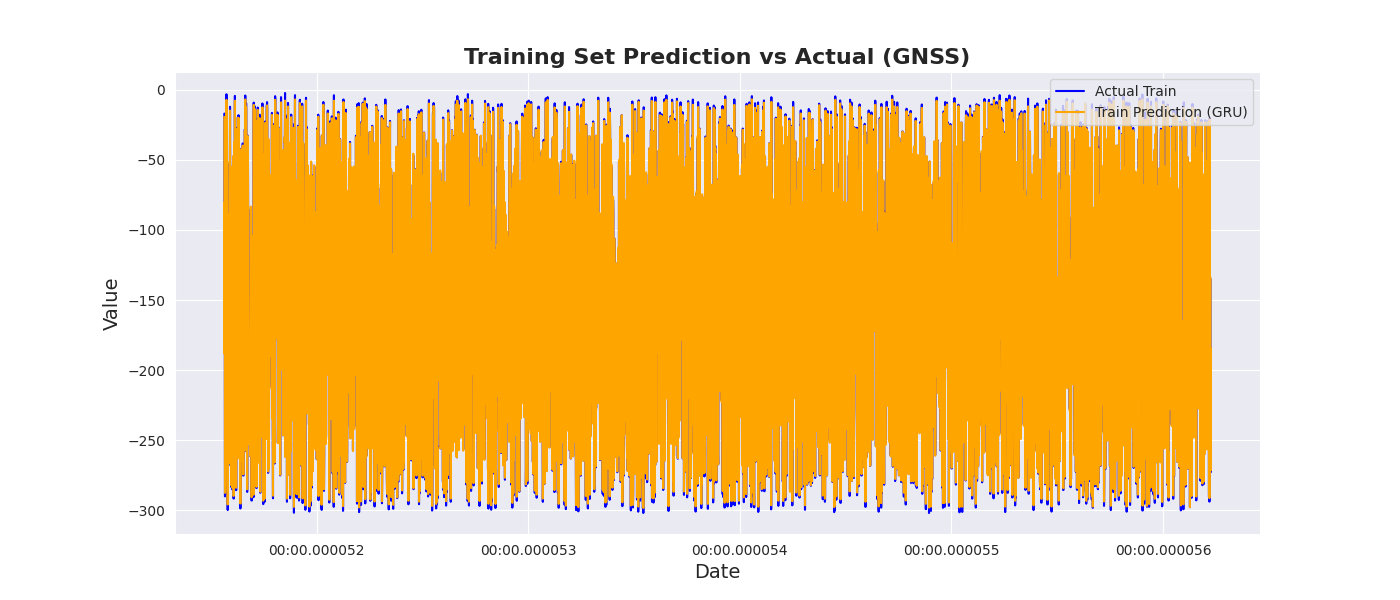 Training Set Prediction vs Actual (GNSS)
Actual Train
Train Prediction (GRU)
Value
0
−50
−100
−150
−200
−250
−300
00:00.000052 00:00.000053 00:00.000054 00:00.000055 00:00.000056
Date